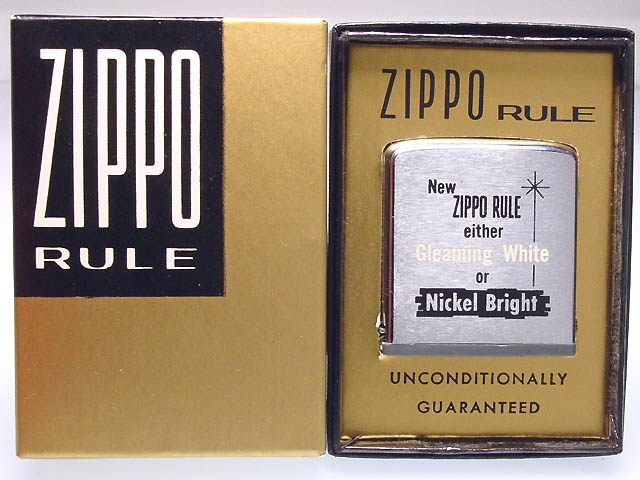 ZIPPO
RULE
ZIPPO RULE
New
ZIPPO RULE
either
Gleaming White
or
Nickel Bright
UNCONDITIONALLY
GUARANTEED